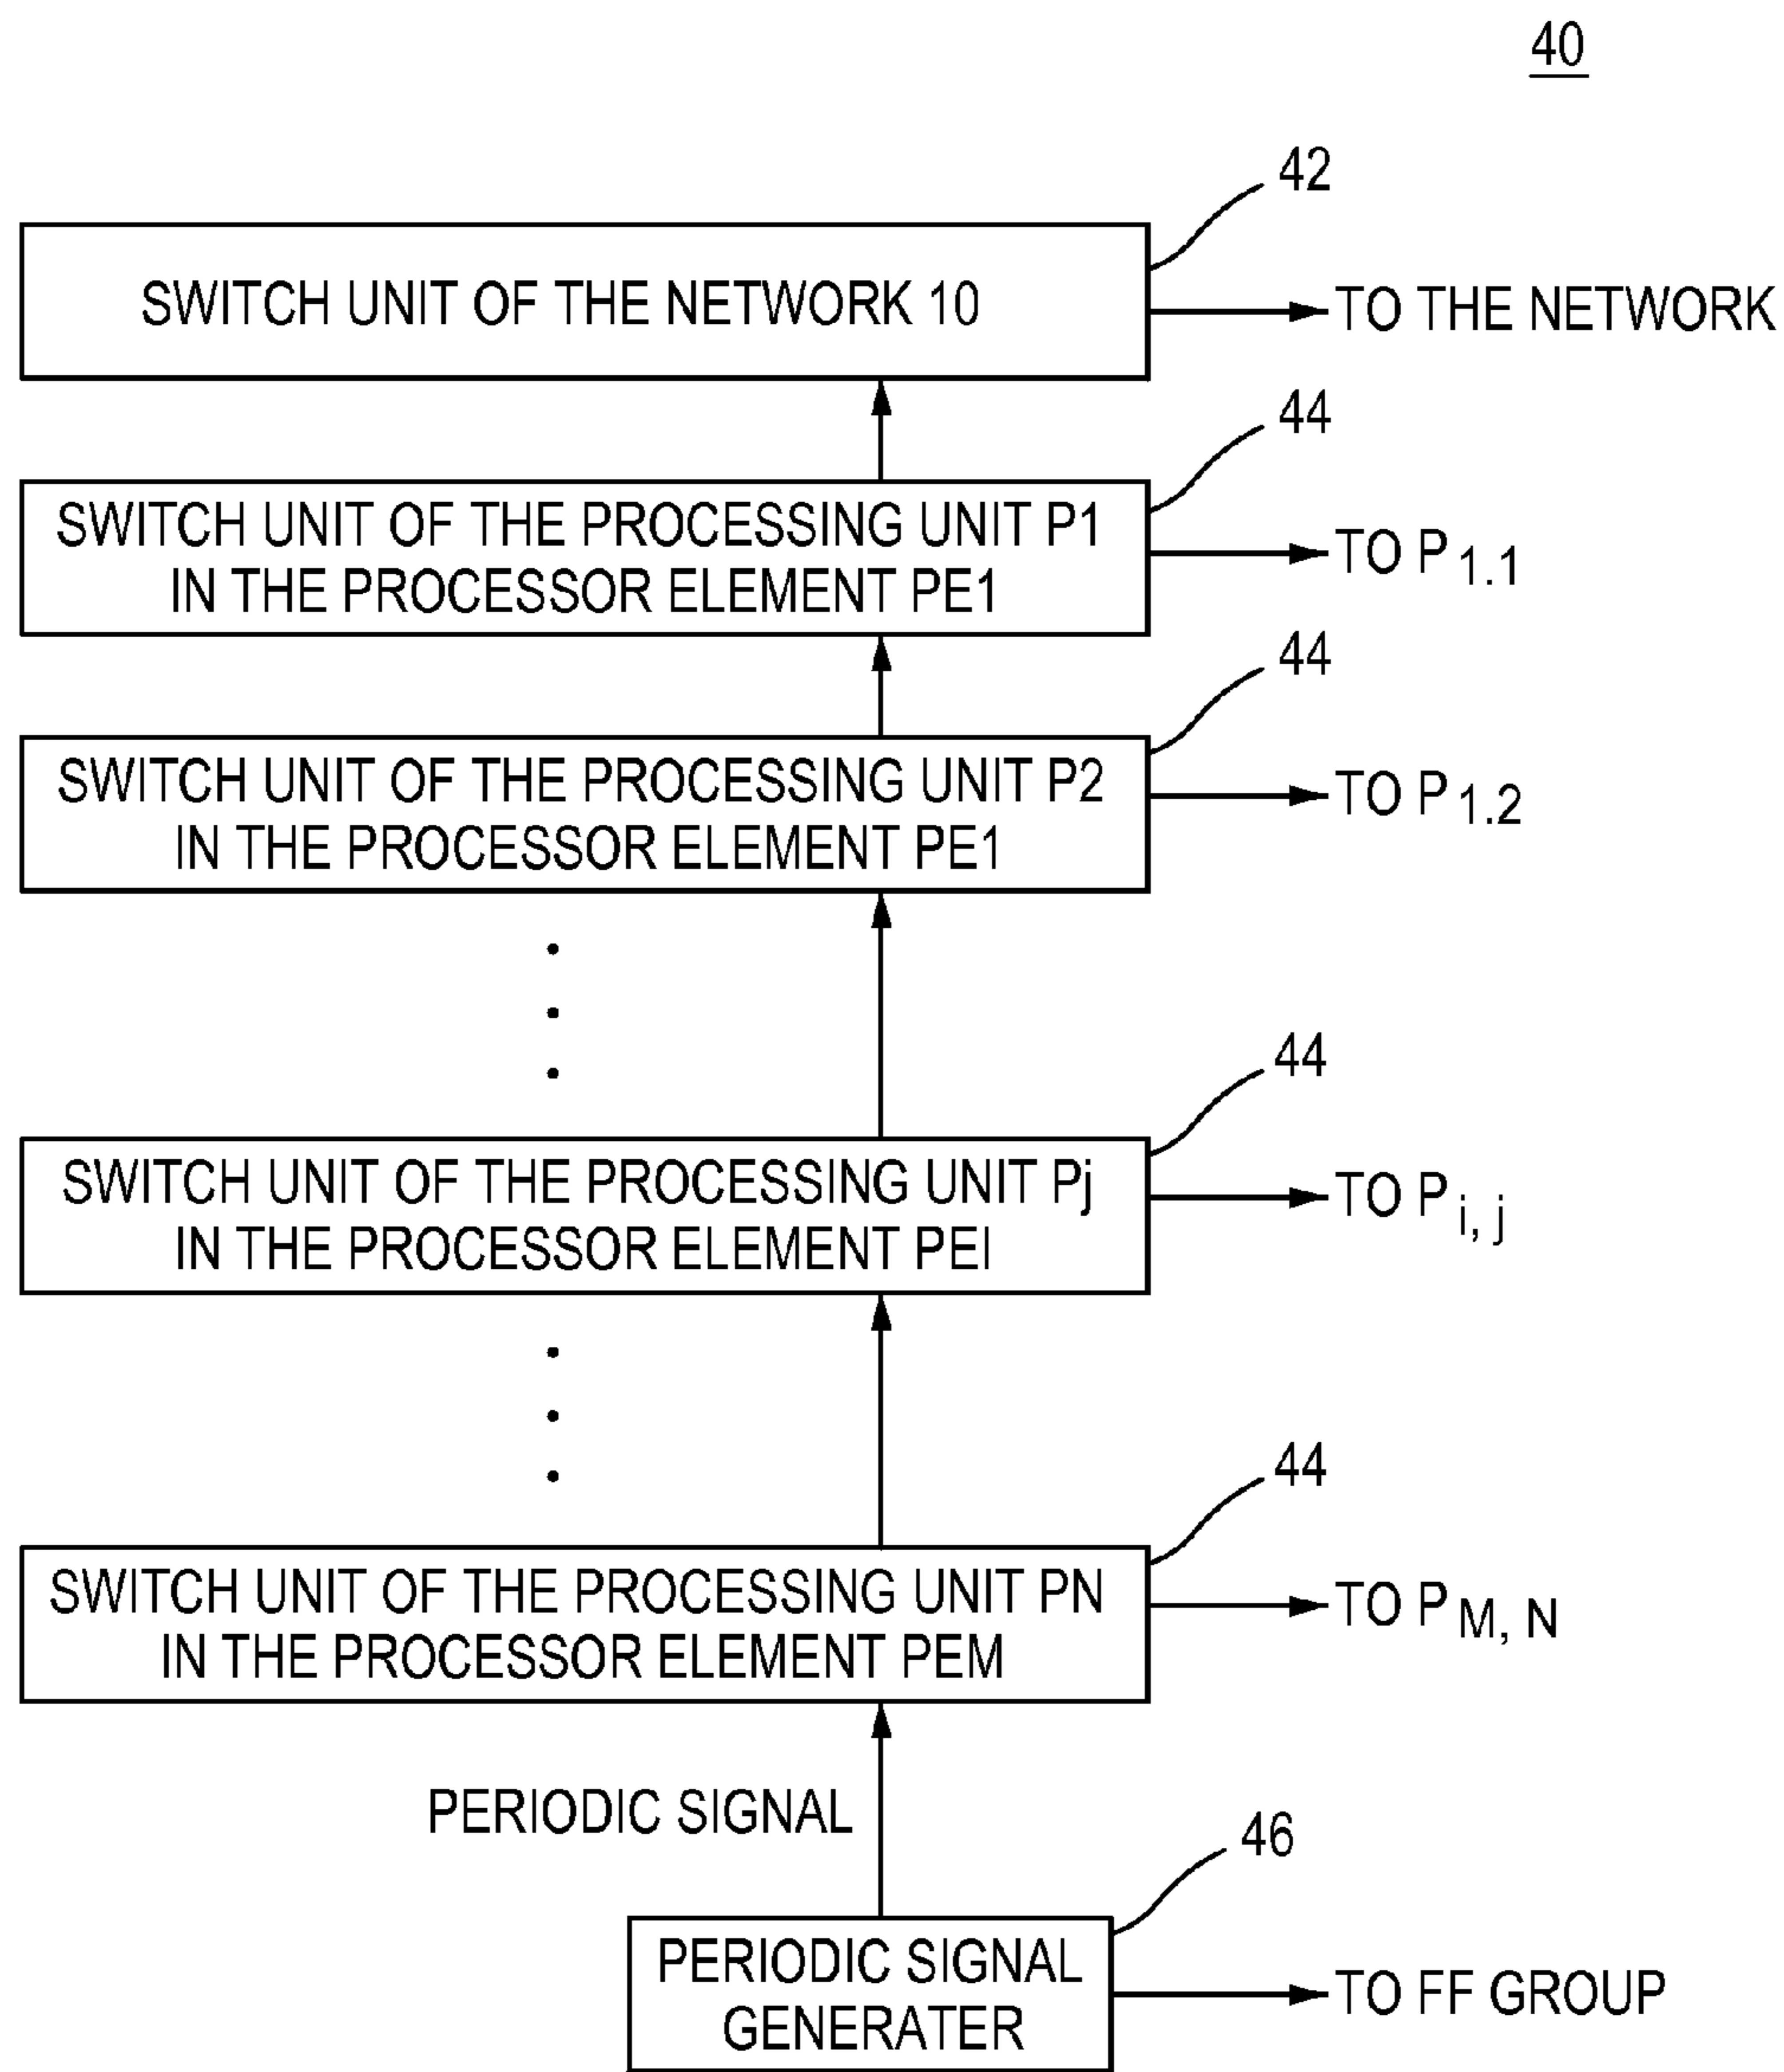 40
42
SWITCH UNIT OF THE NETWORK 10
TO THE NETWORK
44
SWITCH UNIT OF THE PROCESSING UNIT P1
IN THE PROCESSOR ELEMENT PE1
TO P1.1
44
SWITCH UNIT OF THE PROCESSING UNIT P2
IN THE PROCESSOR ELEMENT PE1
TO P1.2
44
SWITCH UNIT OF THE PROCESSING UNIT Pj
IN THE PROCESSOR ELEMENT PEI
TO Pi, j
44
SWITCH UNIT OF THE PROCESSING UNIT PN
IN THE PROCESSOR ELEMENT PEM
TO PM, N
PERIODIC SIGNAL
46
PERIODIC SIGNAL
GENERATER
TO FF GROUP